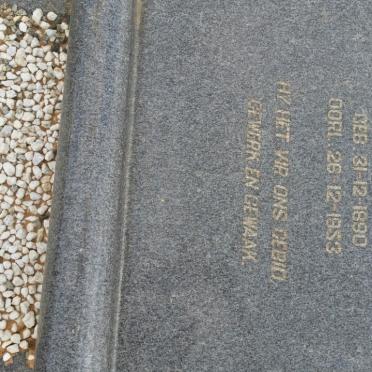 GEB. 31-12-1890
OORL. 26-12-1953
HY HET VIR ONS GEBID,
GEWERK EN GEWAAK.